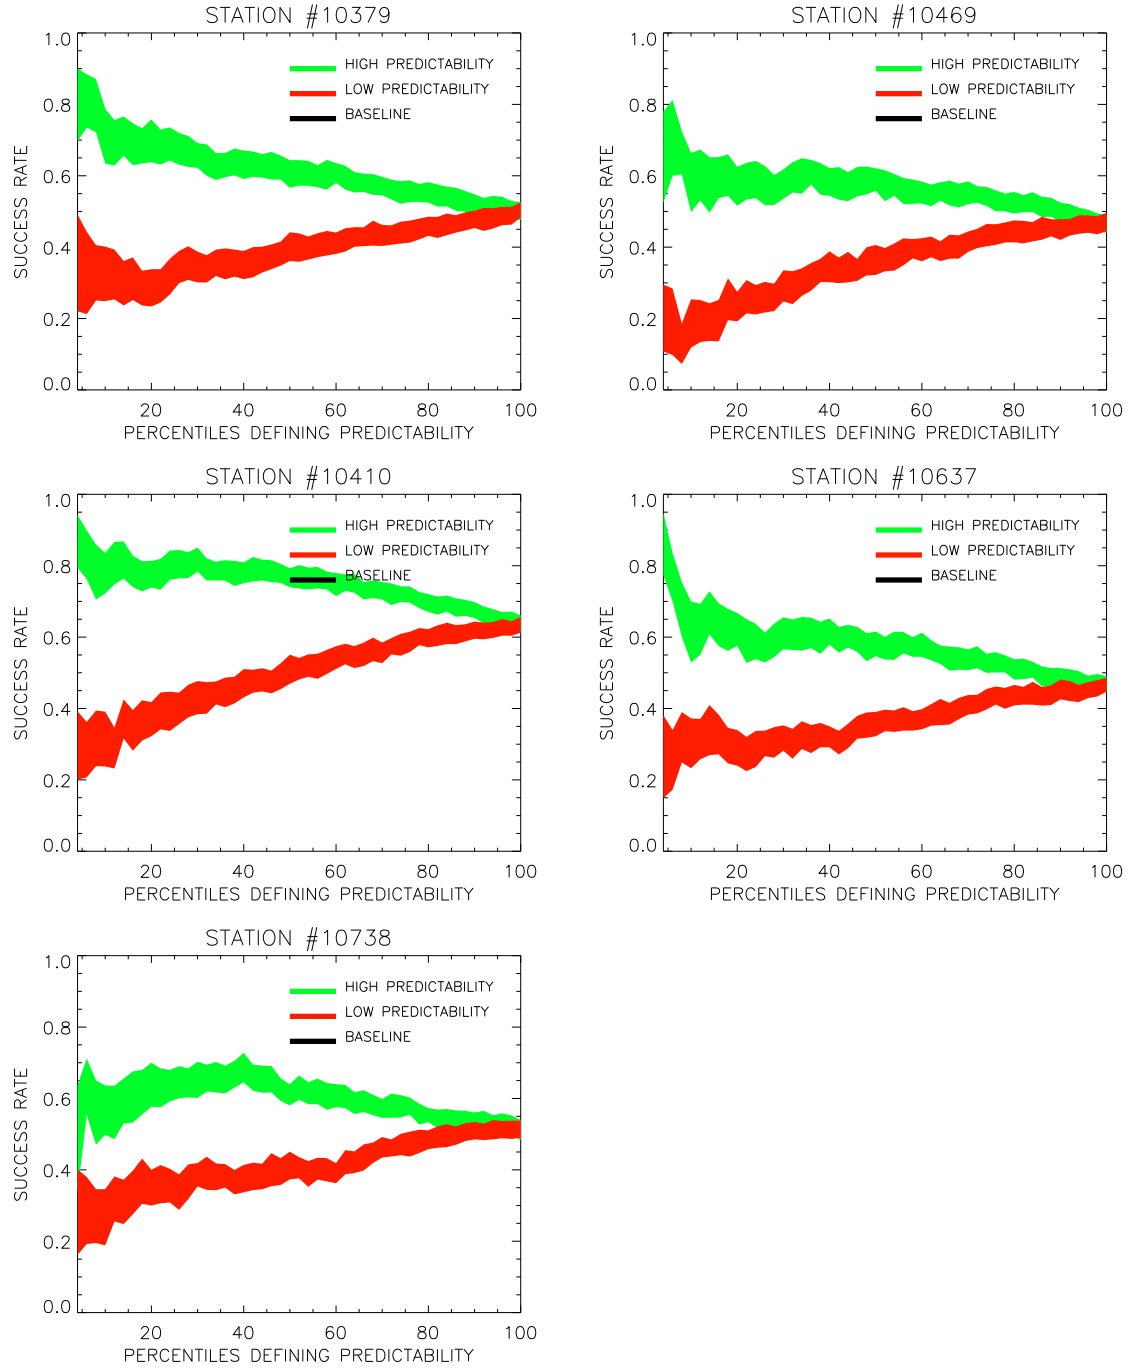 STATION #10379
1.0
0.8
0.6
0.4
0.2
0.0
SUCCESS RATE
HIGH PREDICTABILITY
LOW PREDICTABILITY
BASELINE
20 40 60 80 100
PERCENTILES DEFINING PREDICTABILITY
STATION #10469
1.0
0.8
0.6
0.4
0.2
0.0
SUCCESS RATE
HIGH PREDICTABILITY
LOW PREDICTABILITY
BASELINE
20 40 60 80 100
PERCENTILES DEFINING PREDICTABILITY
STATION #10410
1.0
0.8
0.6
0.4
0.2
0.0
SUCCESS RATE
HIGH PREDICTABILITY
LOW PREDICTABILITY
BASELINE
20 40 60 80 100
PERCENTILES DEFINING PREDICTABILITY
STATION #10637
1.0
0.8
0.6
0.4
0.2
0.0
SUCCESS RATE
HIGH PREDICTABILITY
LOW PREDICTABILITY
BASELINE
20 40 60 80 100
PERCENTILES DEFINING PREDICTABILITY
STATION #10738
1.0
0.8
0.6
0.4
0.2
0.0
SUCCESS RATE
HIGH PREDICTABILITY
LOW PREDICTABILITY
BASELINE
20 40 60 80 100
PERCENTILES DEFINING PREDICTABILITY